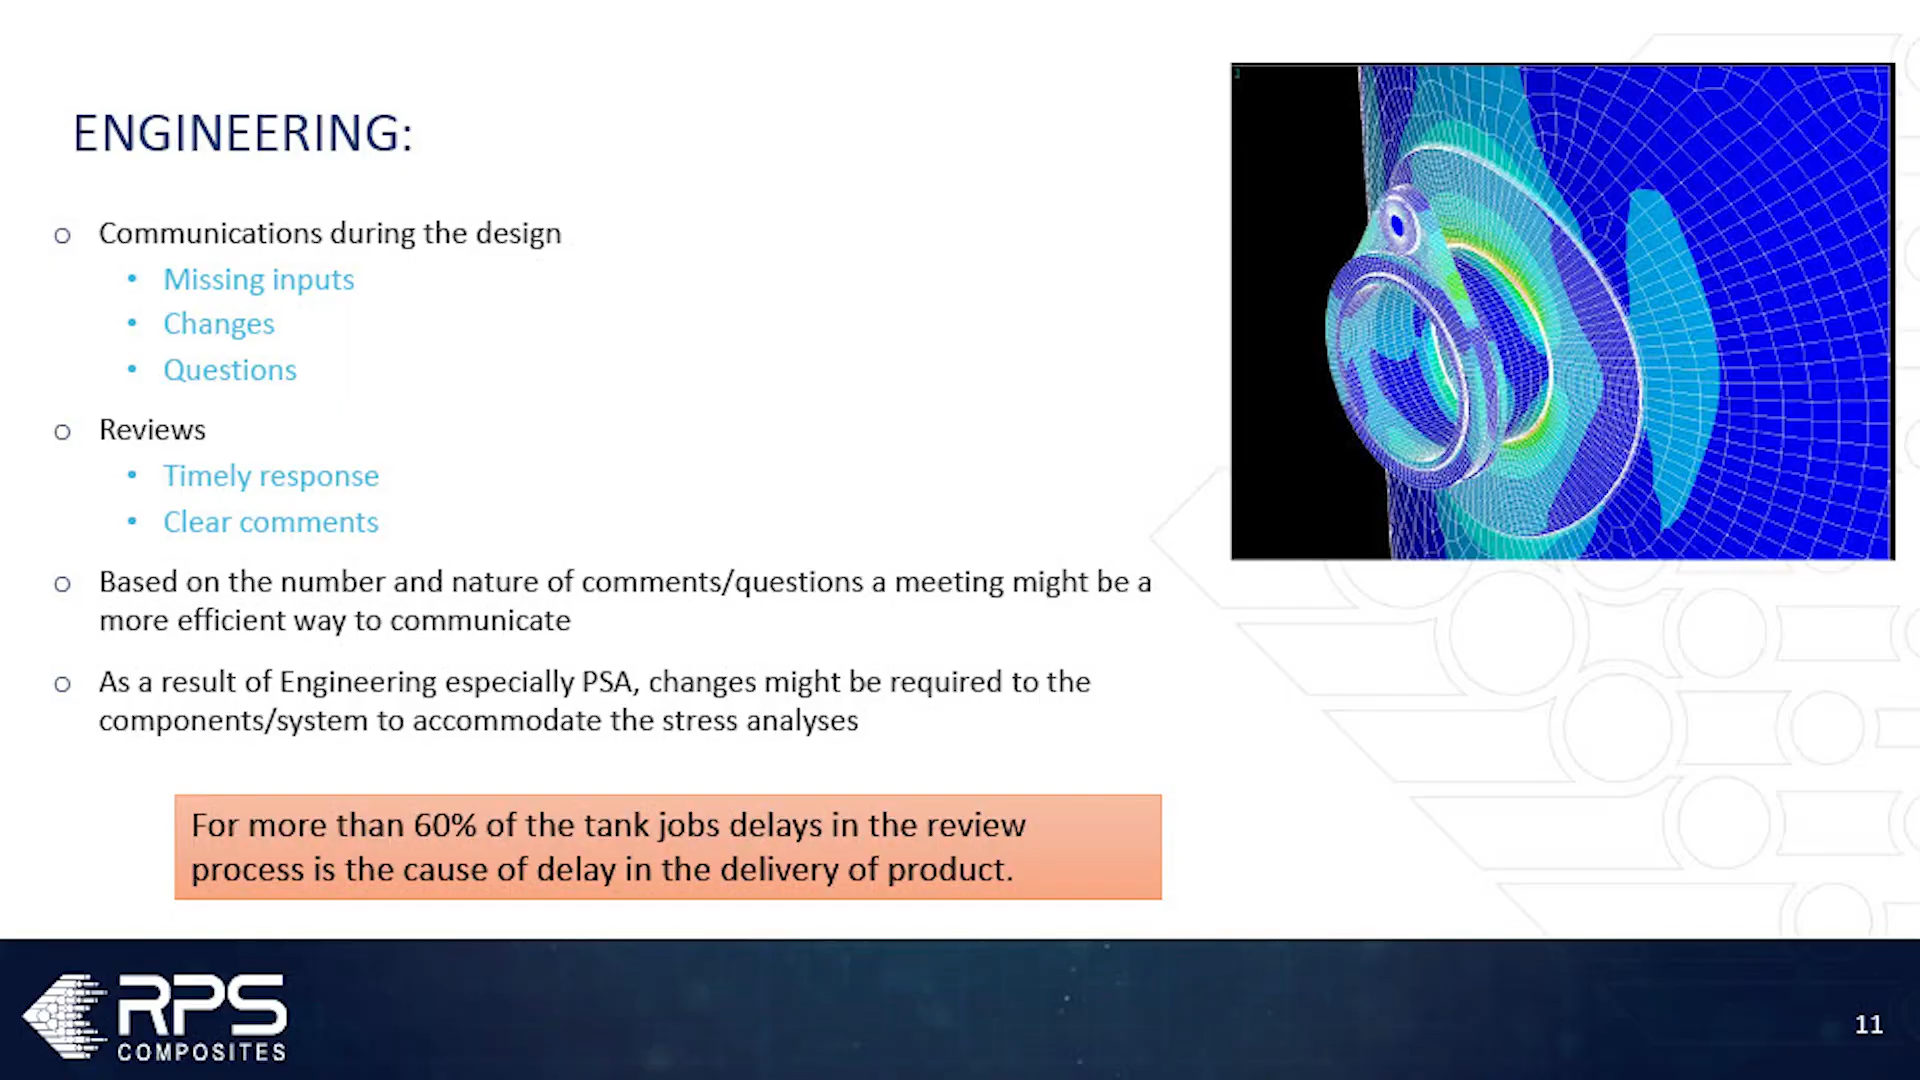 ENGINEERING:
o Communications during the design
• Missing inputs
• Changes
• Questions
o Reviews
• Timely response
• Clear comments
o Based on the number and nature of comments/questions a meeting might be a
more efficient way to communicate
o As a result of Engineering especially PSA, changes might be required to the
components/system to accommodate the stress analyses
For more than 60% of the tank jobs delays in the review
process is the cause of delay in the delivery of product.
RPS
COMPOSITES
11